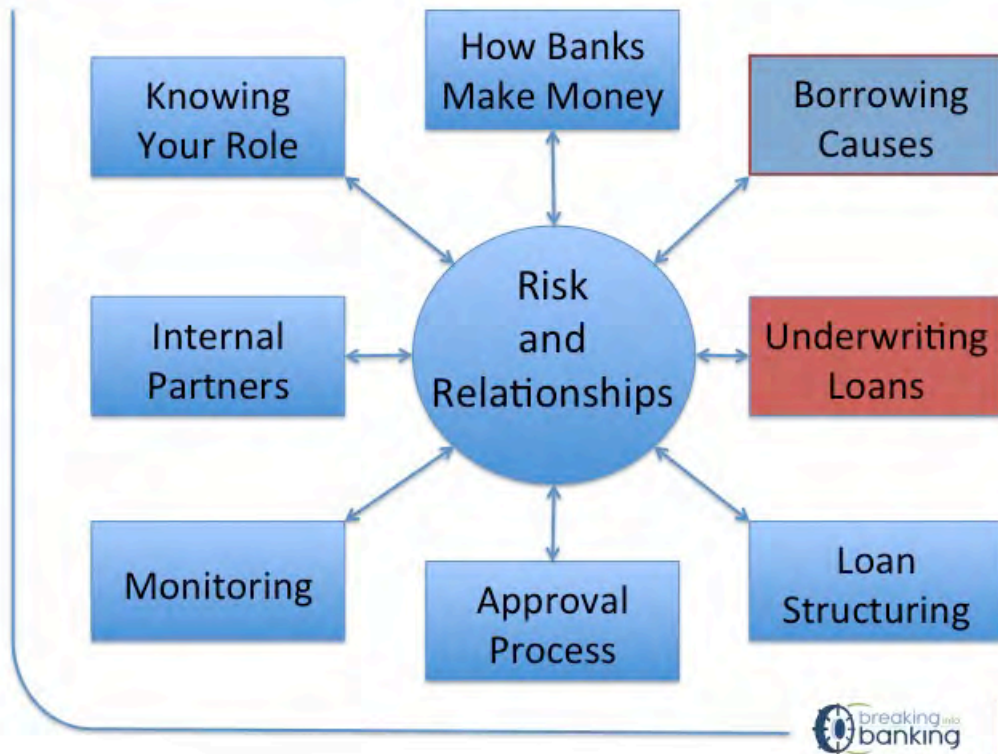 How Banks
Make Money
Knowing
Your Role
Borrowing
Causes
Risk
and
Relationships
Internal
Partners
Underwriting
Loans
Monitoring
Approval
Process
Loan
Structuring
breaking into
banking